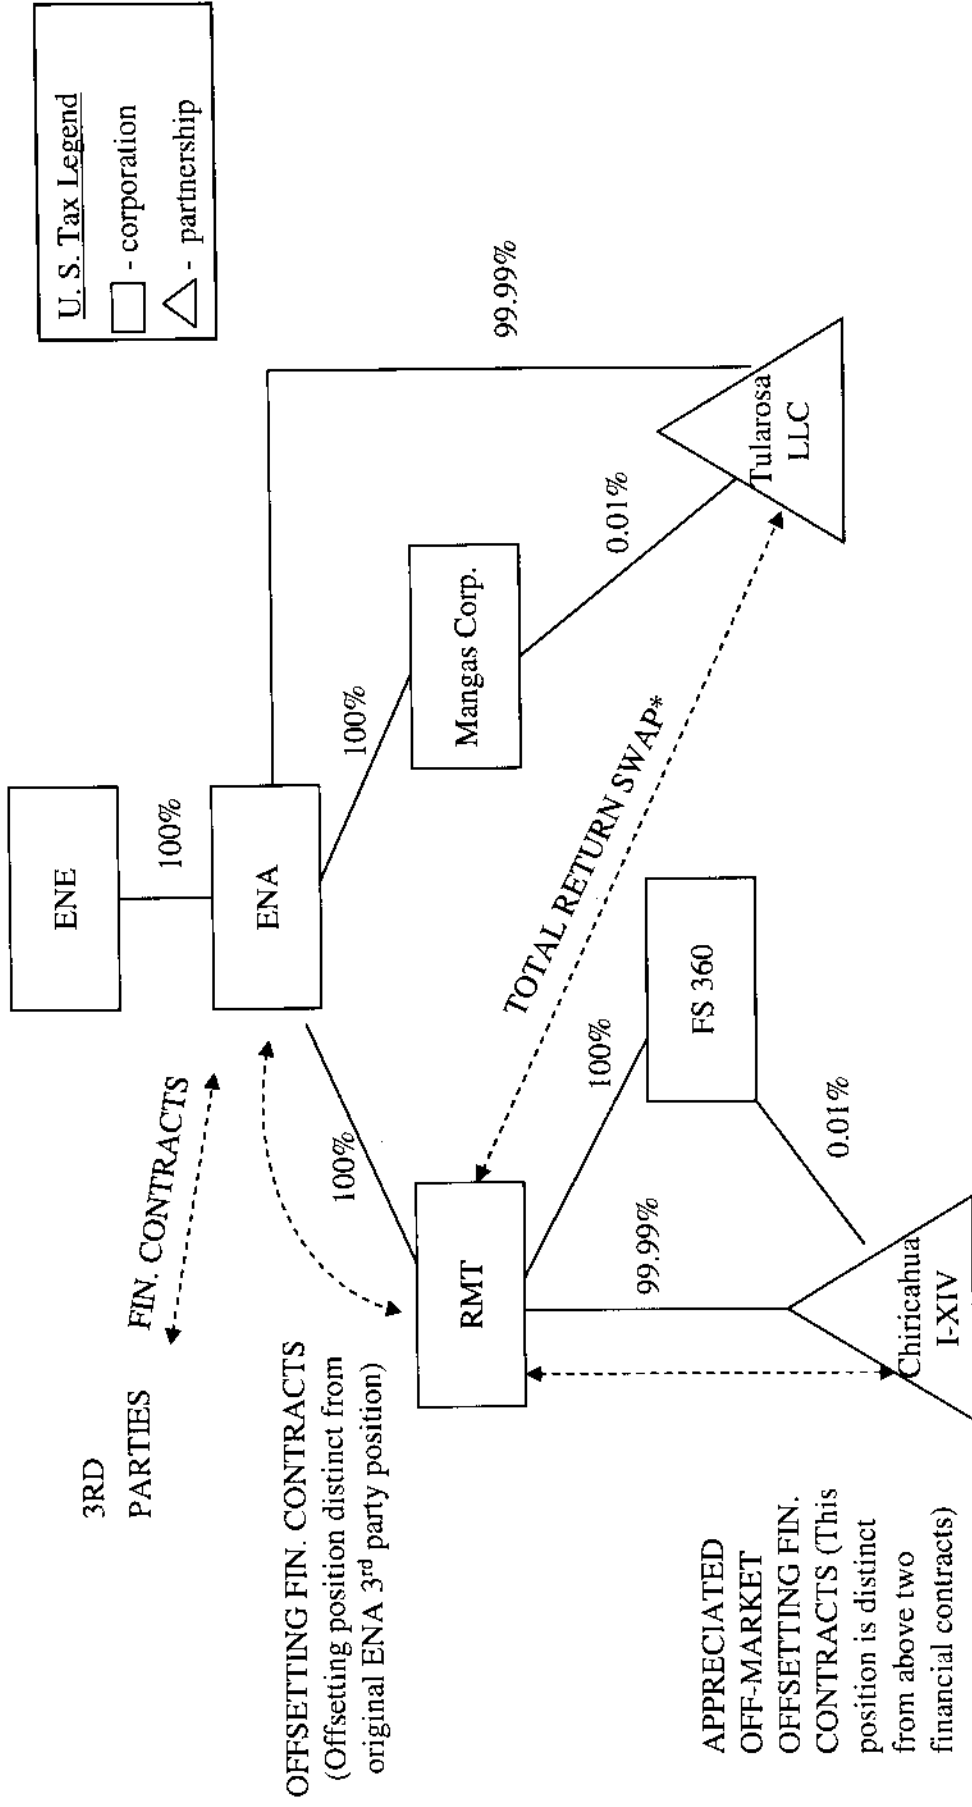 U. S. Tax Legend
- corporation
- partnership
ENE
100%
3RD
PARTIES
FIN. CONTRACTS
ENA
99.99%
OFFSETTING FIN. CONTRACTS
(Offsetting position distinct from
original ENA 3rd party position)
100%
100%
RMT
Mangas Corp.
TOTAL RETURN SWAP*
0.01%
99.99%
100%
FS 360
Tularosa
LLC
0.01%
APPRECIATED
OFF-MARKET
OFFSETTING FIN.
CONTRACTS (This
position is distinct
from above two
financial contracts)
Chiricahua
I-XIV